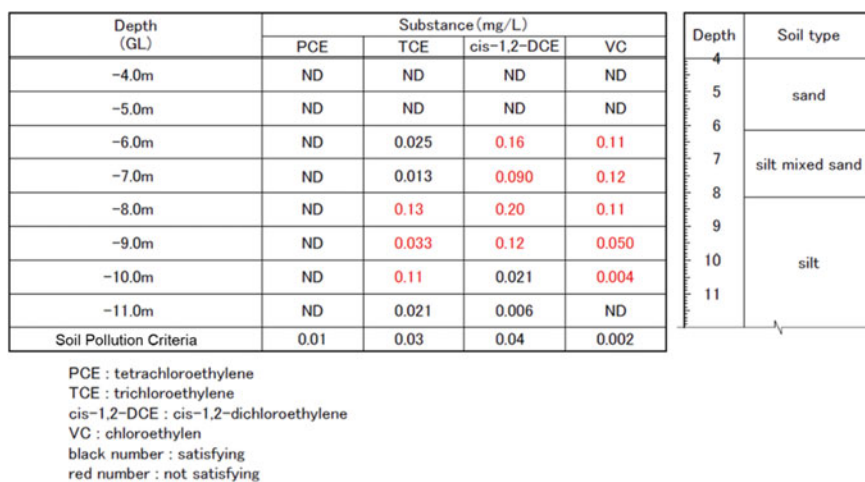 Depth (GL) Substance(mg/L)
PCE TCE cis-1,2-DCE VC
-4.0m ND ND ND ND
-5.0m ND ND ND ND
-6.0m ND 0.025 0.16 0.11
-7.0m ND 0.013 0.090 0.12
-8.0m ND 0.13 0.20 0.11
-9.0m ND 0.033 0.12 0.050
-10.0m ND 0.11 0.021 0.004
-11.0m ND 0.021 0.006 ND
Soil Pollution Criteria 0.01 0.03 0.04 0.002
Depth Soil type
4
5 sand
6
7 silt mixed sand
8
9
10 silt
11
PCE : tetrachloroethylene
TCE : trichloroethylene
cis-1,2-DCE : cis-1,2-dichloroethylene
VC : chloroethylen
black number : satisfying
red number : not satisfying